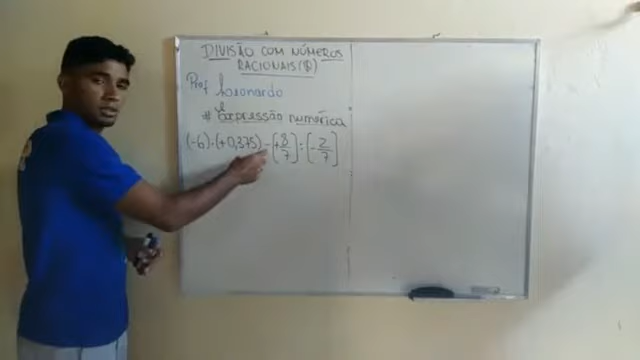 DIVISÃO COM NÚMEROS
RACIONAIS (Q)
Prof Leonardo
# Expressão numérica
(-6)·(+0,375)-[+8/7]:[-2/7]